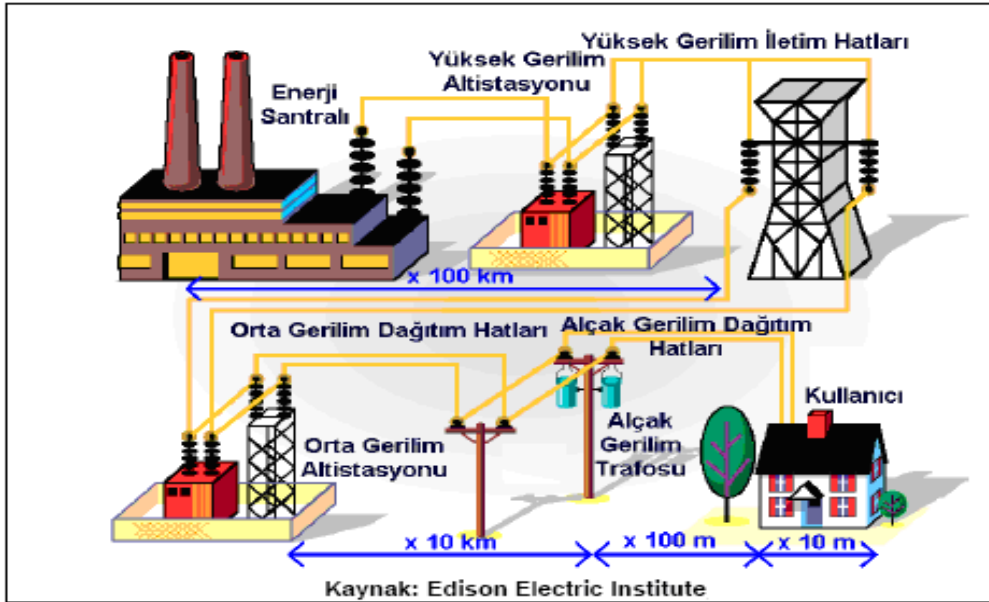 Yüksek Gerilim İletim Hatları
Yüksek Gerilim
Altistasyonu
Enerji
Santralı
x 100 km
Orta Gerilim Dağıtım Hatları
Alçak Gerilim Dağıtım
Hatları
Kullanıcı
Orta Gerilim
Altistasyonu
Alçak
Gerilim
Trafosu
x 10 km
x 100 m
x 10 m
Kaynak: Edison Electric Institute